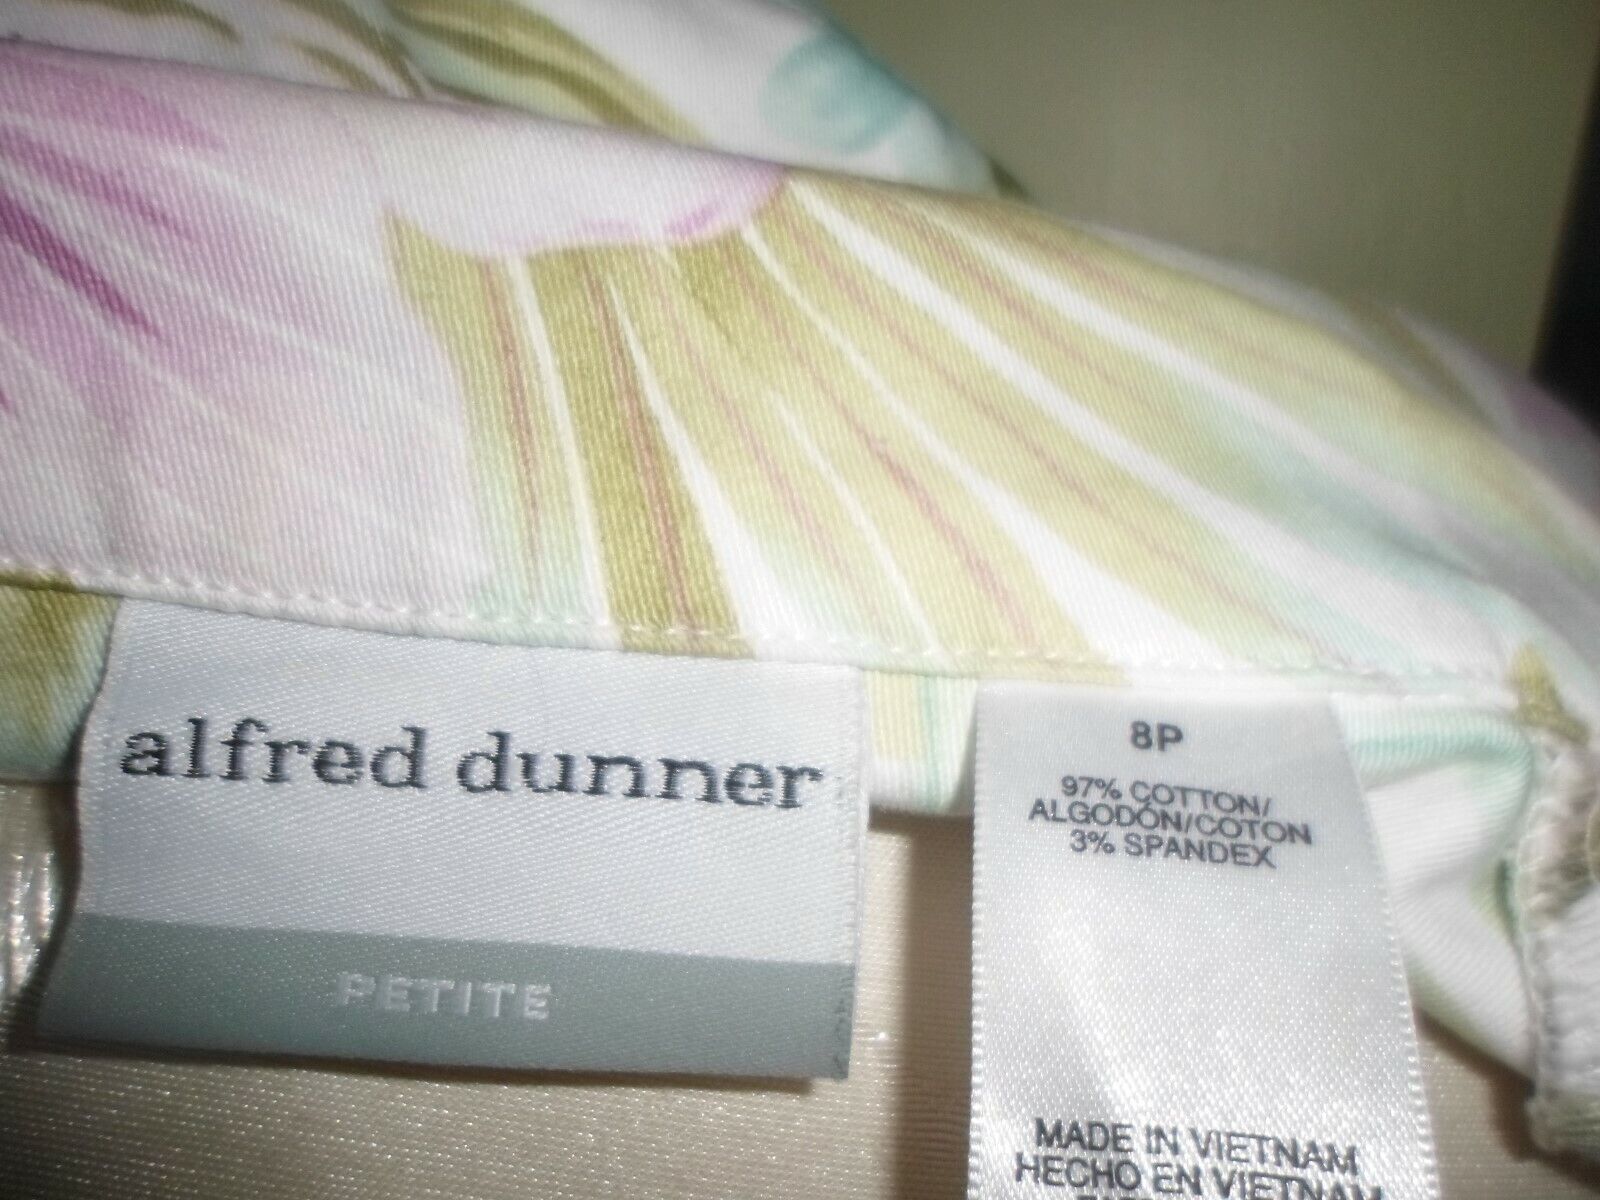 alfred dunner
PETITE
8P
97% COTTON/
ALGODÓN/COTON
3% SPANDEX
MADE IN VIETNAM
HECHO EN VIETNAM